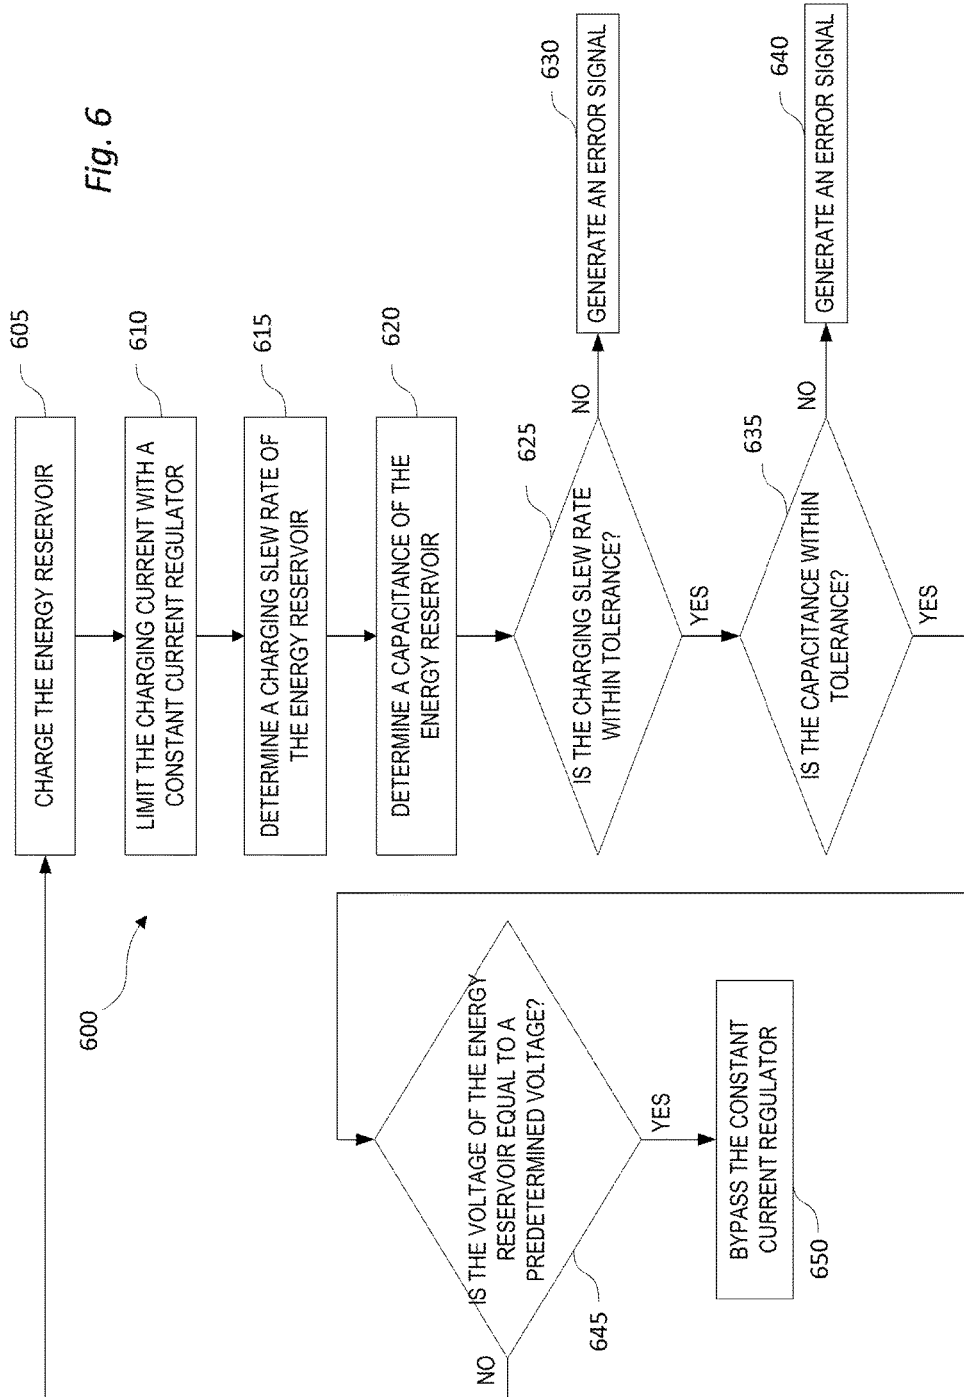 Fig. 6
600
605
CHARGE THE ENERGY RESERVOIR
610
LIMIT THE CHARGING CURRENT WITH A
CONSTANT CURRENT REGULATOR
615
DETERMINE A CHARGING SLEW RATE OF
THE ENERGY RESERVOIR
620
DETERMINE A CAPACITANCE OF THE
ENERGY RESERVOIR
625
IS THE CHARGING SLEW RATE
WITHIN TOLERANCE?
NO
630
GENERATE AN ERROR SIGNAL
YES
635
IS THE CAPACITANCE WITHIN
TOLERANCE?
NO
640
GENERATE AN ERROR SIGNAL
YES
IS THE VOLTAGE OF THE ENERGY
RESERVOIR EQUAL TO A
PREDETERMINED VOLTAGE?
645
NO
YES
BYPASS THE CONSTANT
CURRENT REGULATOR
650